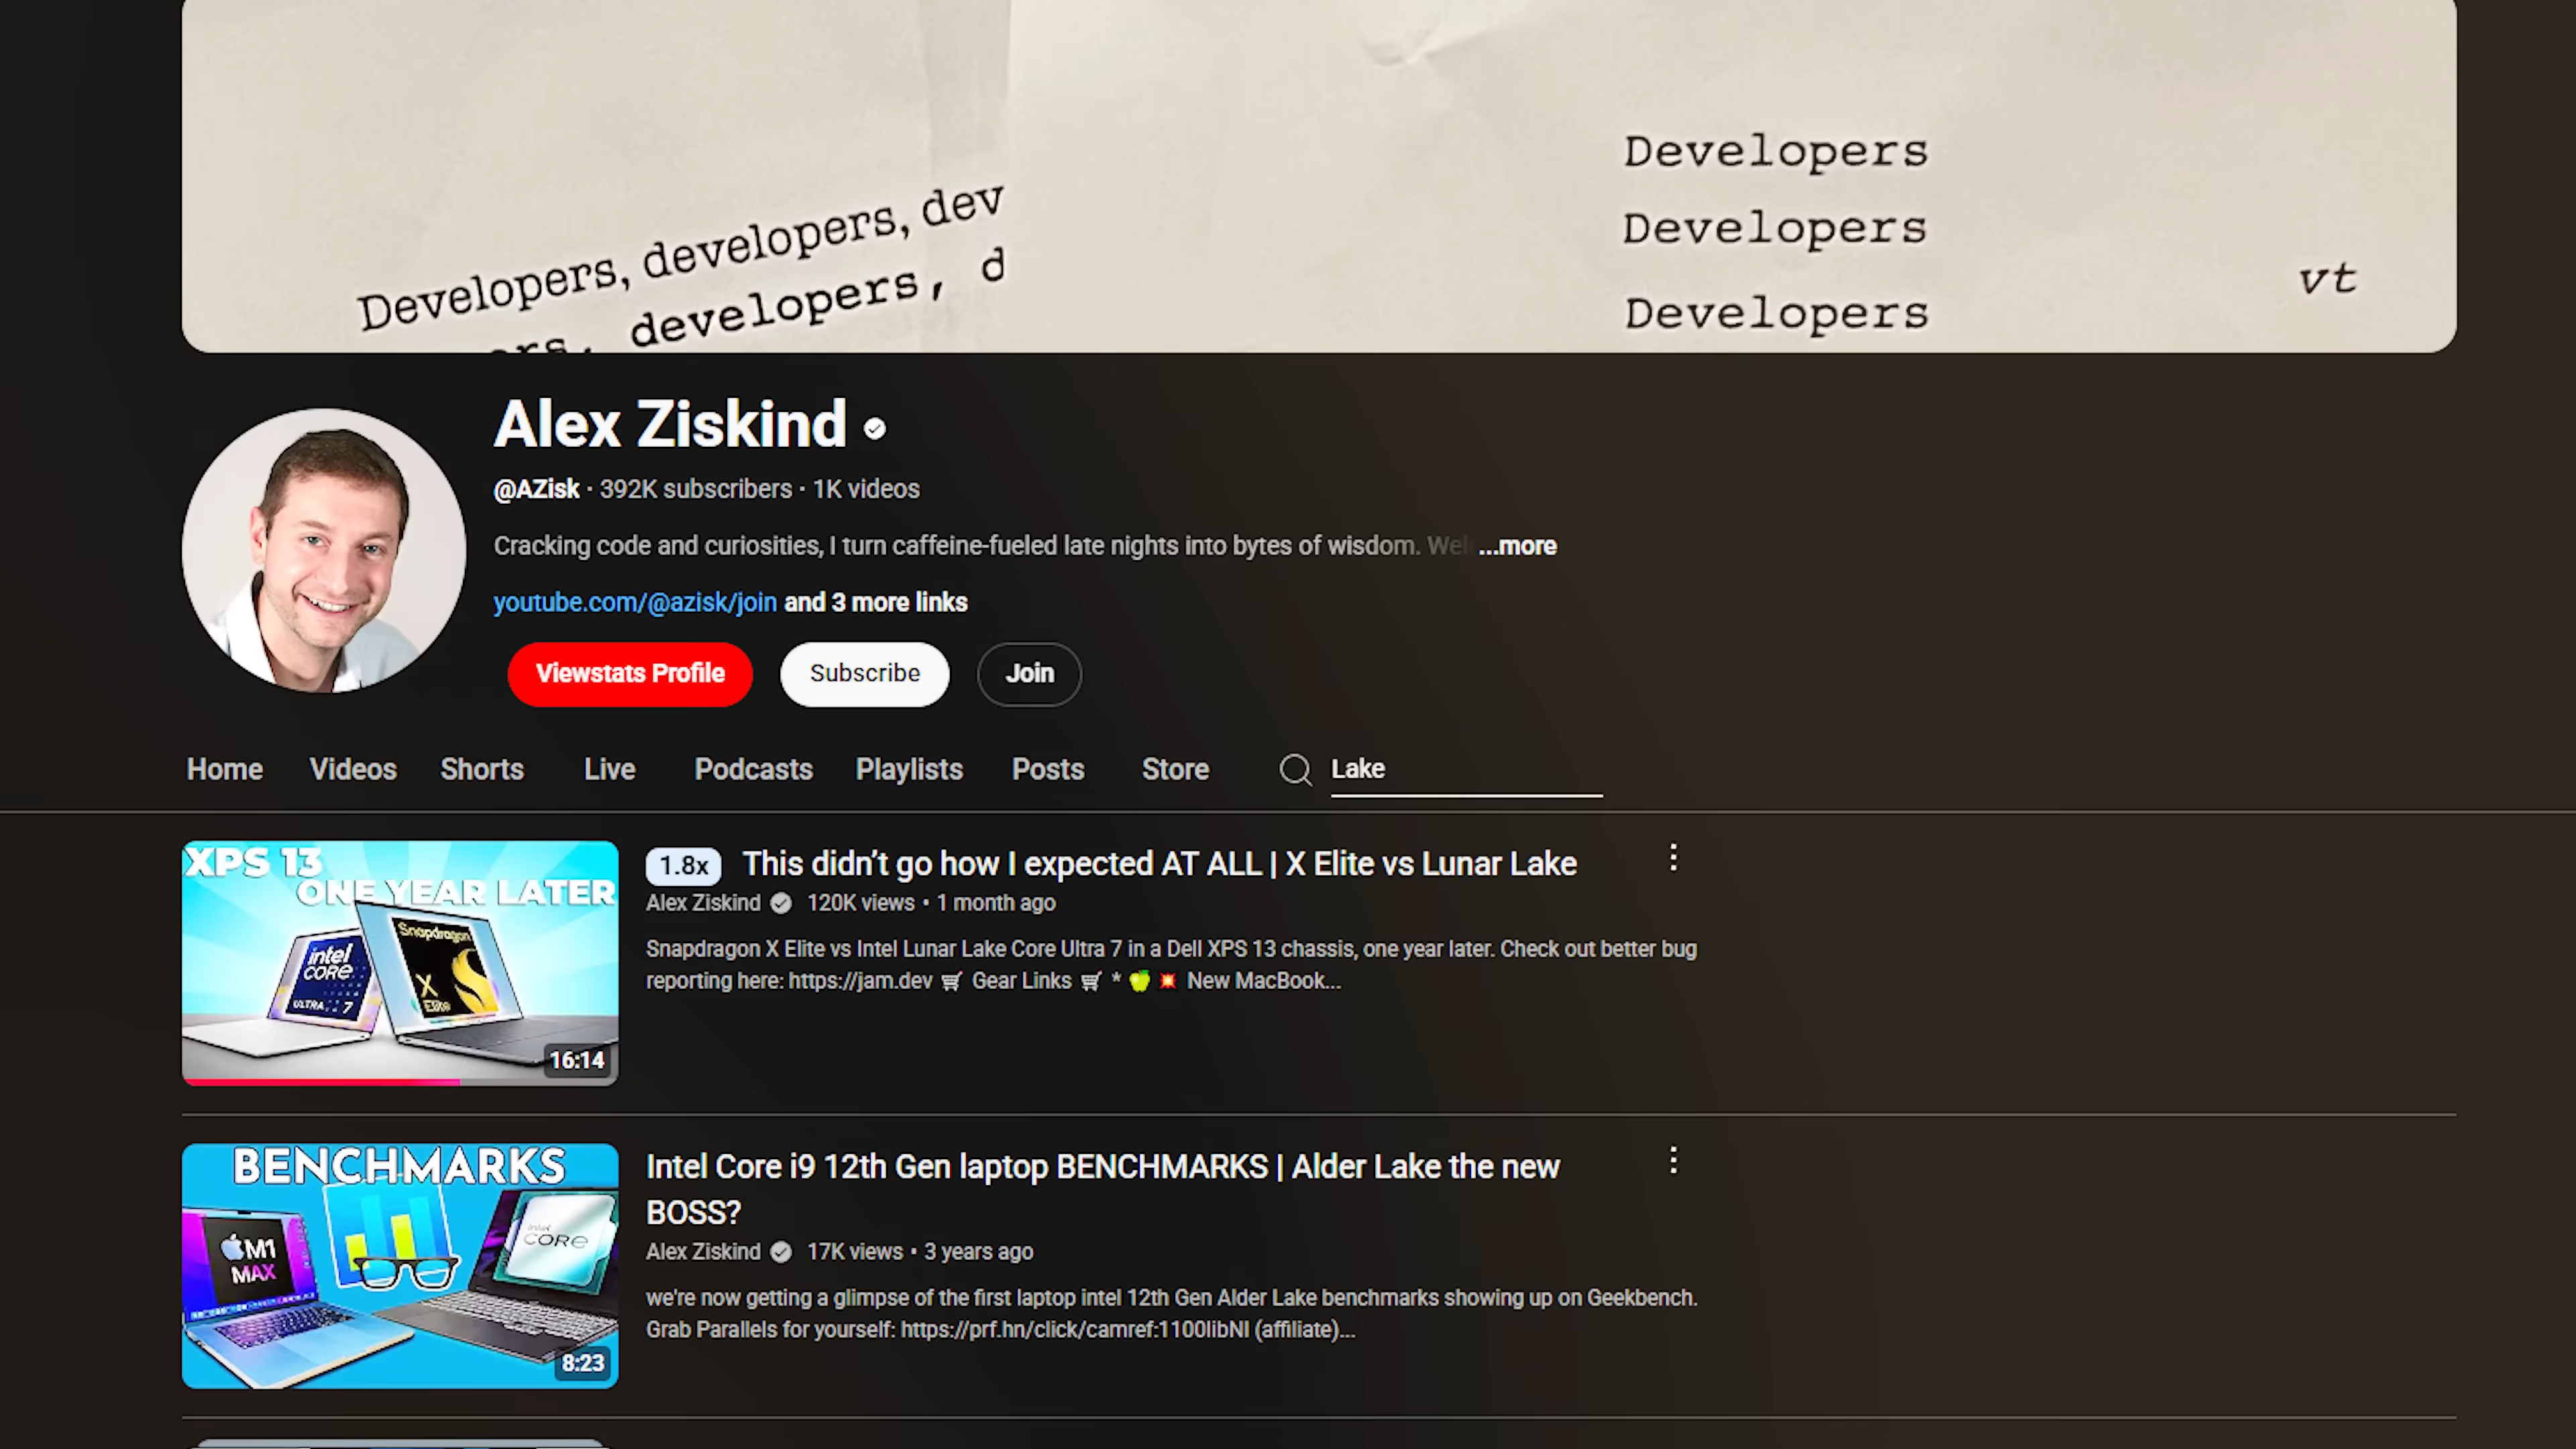 Developers, developers, dev
developers, d
Developers
Developers
Developers
vt
Alex Ziskind
@AZisk · 392K subscribers · 1K videos
Cracking code and curiosities, I turn caffeine-fueled late nights into bytes of wisdom. Wel ...more
youtube.com/@azisk/join and 3 more links
Viewstats Profile Subscribe Join
Home Videos Shorts Live Podcasts Playlists Posts Store Lake
XPS 13
ONE YEAR LATER
intel
CORE
ULTRA 7
Snapdragon
X
Elite
16:14
1.8x This didn’t go how I expected AT ALL | X Elite vs Lunar Lake
Alex Ziskind 120K views • 1 month ago
Snapdragon X Elite vs Intel Lunar Lake Core Ultra 7 in a Dell XPS 13 chassis, one year later. Check out better bug
reporting here: https://jam.dev 🛒 Gear Links 🛒 * 🍏 💥 New MacBook...
BENCHMARKS
M1
MAX
intel
CORE
8:23
Intel Core i9 12th Gen laptop BENCHMARKS | Alder Lake the new
BOSS?
Alex Ziskind 17K views • 3 years ago
we're now getting a glimpse of the first laptop intel 12th Gen Alder Lake benchmarks showing up on Geekbench.
Grab Parallels for yourself: https://prf.hn/click/camref:1100libNI (affiliate)...